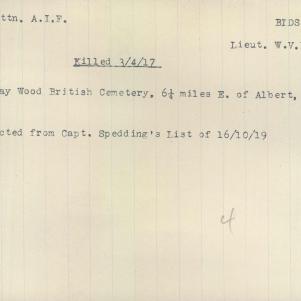 ttn. A.I.F. BIDS
Lieut. W.V.
Killed 3/4/17
ay Wood British Cemetery, 6¼ miles E. of Albert,
cted from Capt. Spedding's List of 16/10/19
4